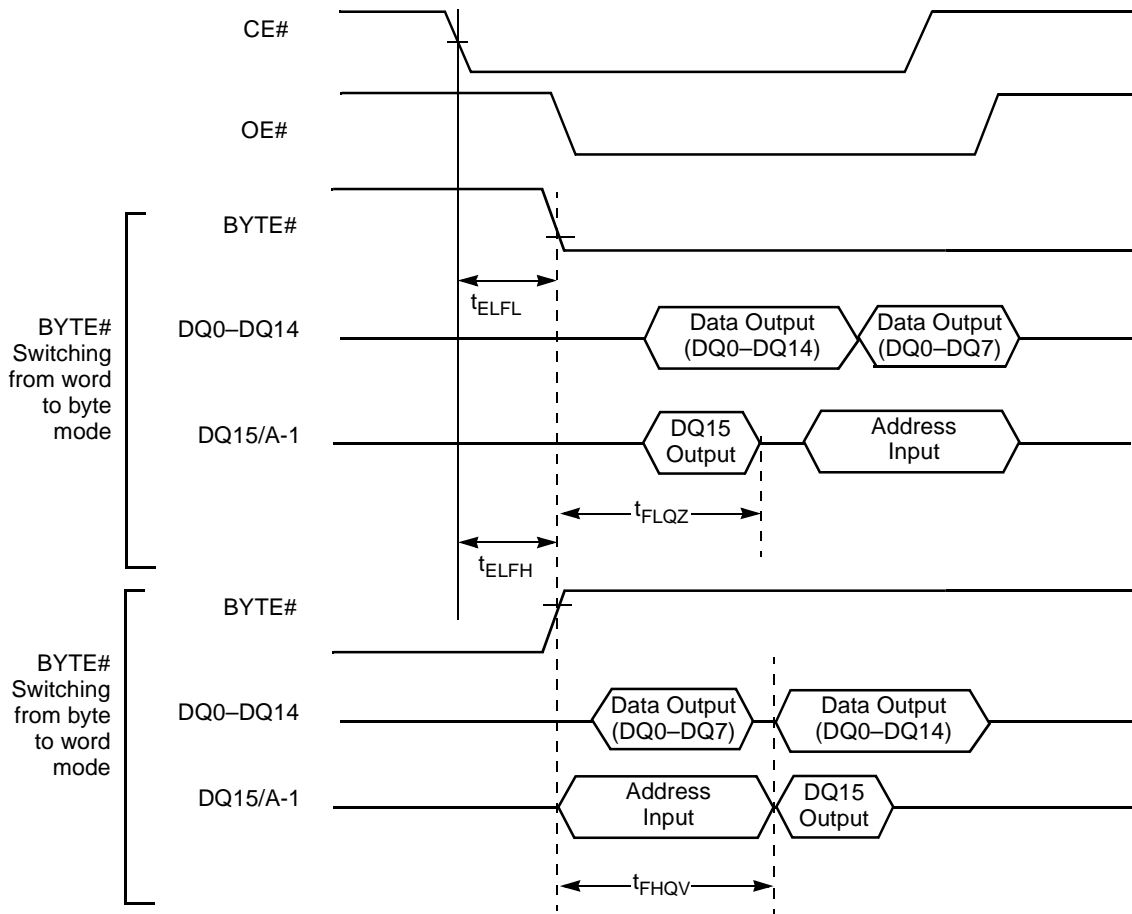 CE#
OE#
BYTE#
tELFL
BYTE#
Switching
from word
to byte
mode
DQ0–DQ14
Data Output
(DQ0–DQ14)
Data Output
(DQ0–DQ7)
DQ15/A-1
DQ15
Output
Address
Input
tFLQZ
tELFH
BYTE#
BYTE#
Switching
from byte
to word
mode
DQ0–DQ14
Data Output
(DQ0–DQ7)
Data Output
(DQ0–DQ14)
DQ15/A-1
Address
Input
DQ15
Output
tFHQV